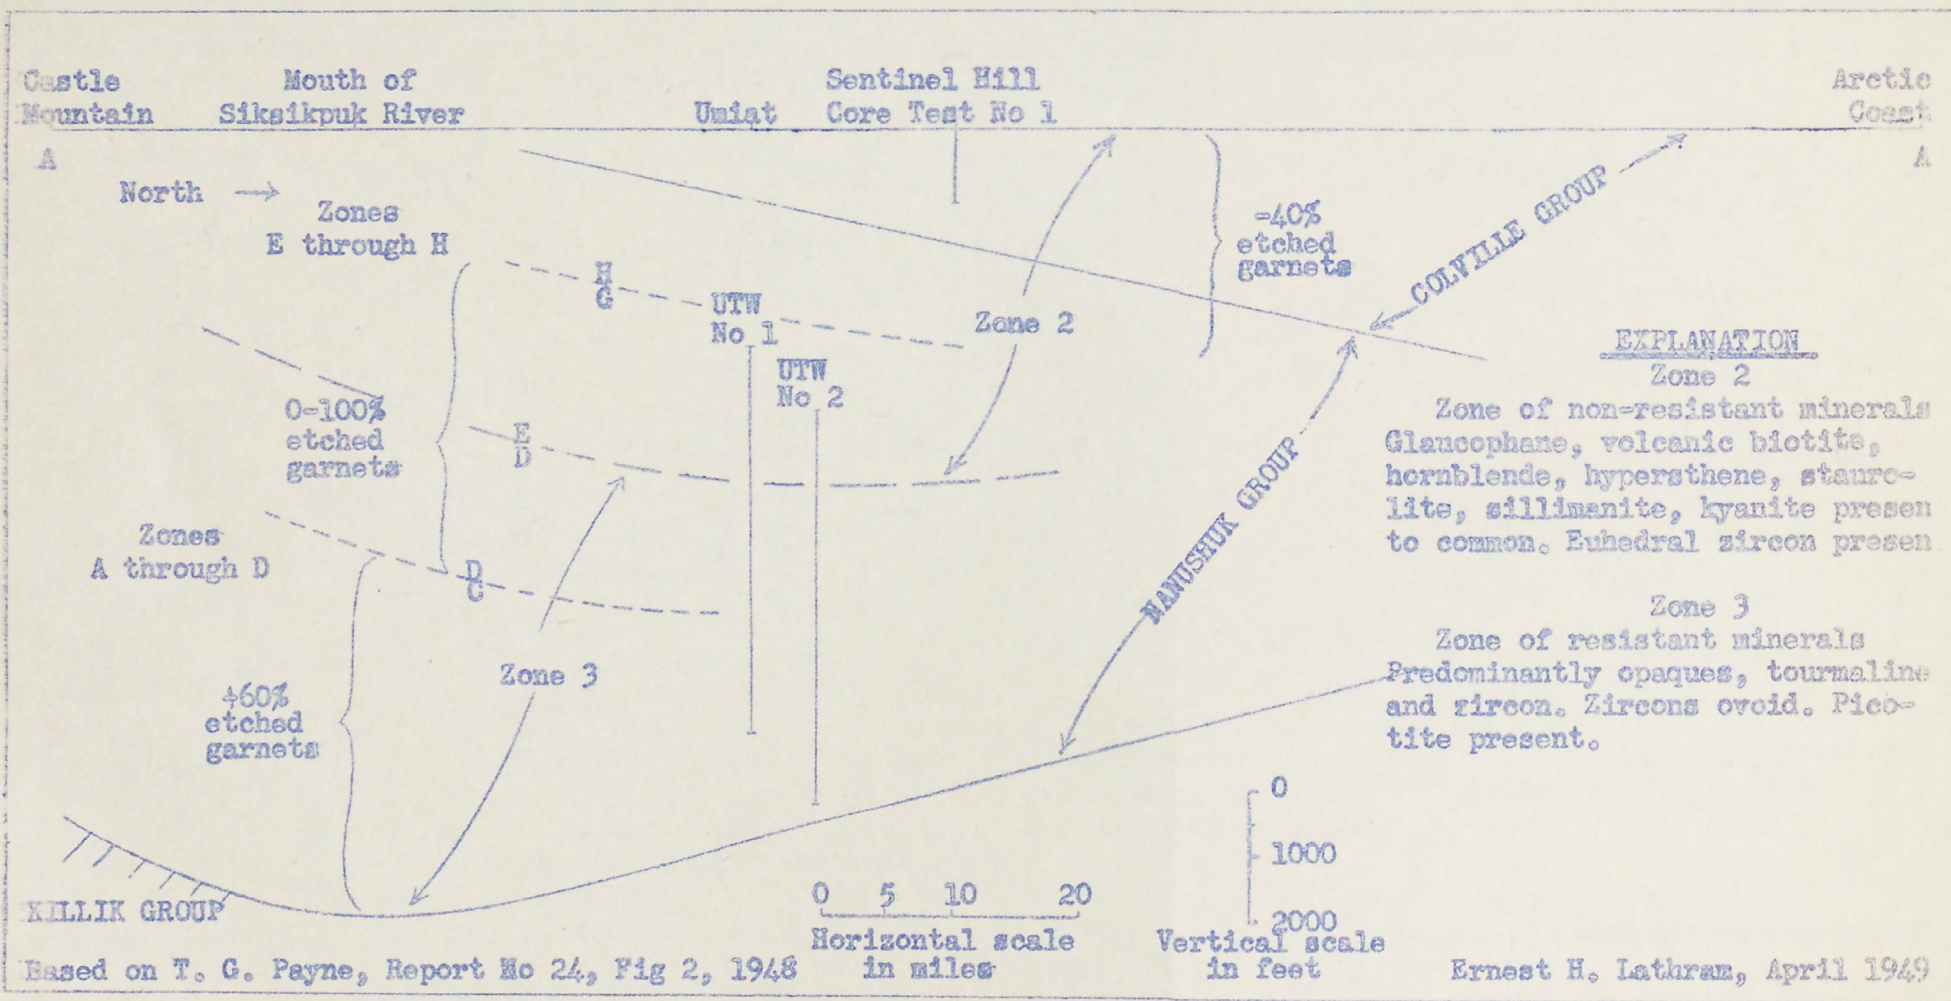 Castle
Mountain
Mouth of
Siksikpuk River
Umiat
Sentinel Hill
Core Test No 1
Arctic
Coast
A
A
North
Zones
E through H
-40%
etched
garnets
COLVILLE GROUP
H
G
UTW
No 1
Zone 2
UTW
No 2
0-100%
etched
garnets
E
D
NANUSHUK GROUP
Zones
A through D
D
C
Zone 3
+60%
etched
garnets
EXPLANATION
Zone 2
Zone of non-resistant minerals
Glaucophane, volcanic biotite,
hornblende, hypersthene, stauro-
lite, sillimanite, kyanite presen
to common. Euhedral zircon presen
Zone 3
Zone of resistant minerals
Predominantly opaques, tourmaline
and zircon. Zircons ovoid. Pico-
tite present.
KILLIK GROUP
0 5 10 20
Horizontal scale
in miles
0
1000
2000
Vertical scale
in feet
Based on T. G. Payne, Report No 24, Fig 2, 1948
Ernest H. Lathram, April 1949